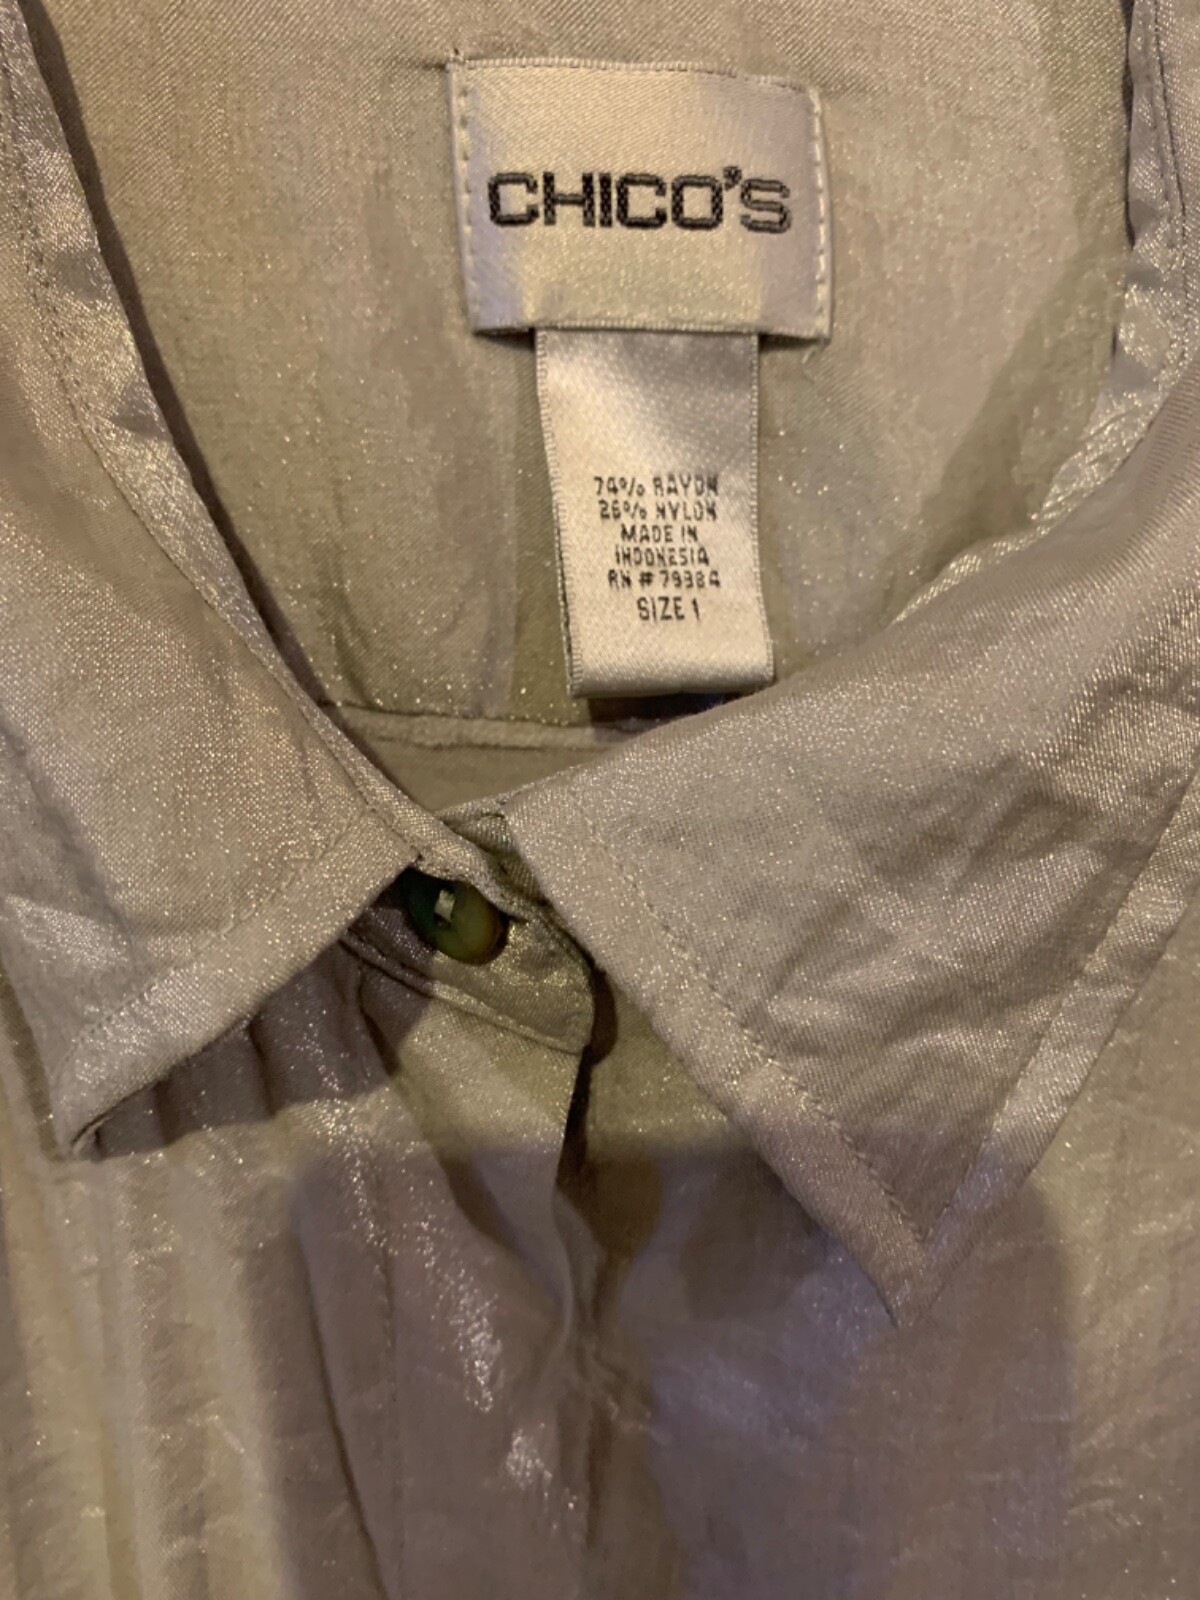 CHICO'S
74% RAYON
26% NYLON
MADE IN
INDONESIA
RN # 79384
SIZE 1